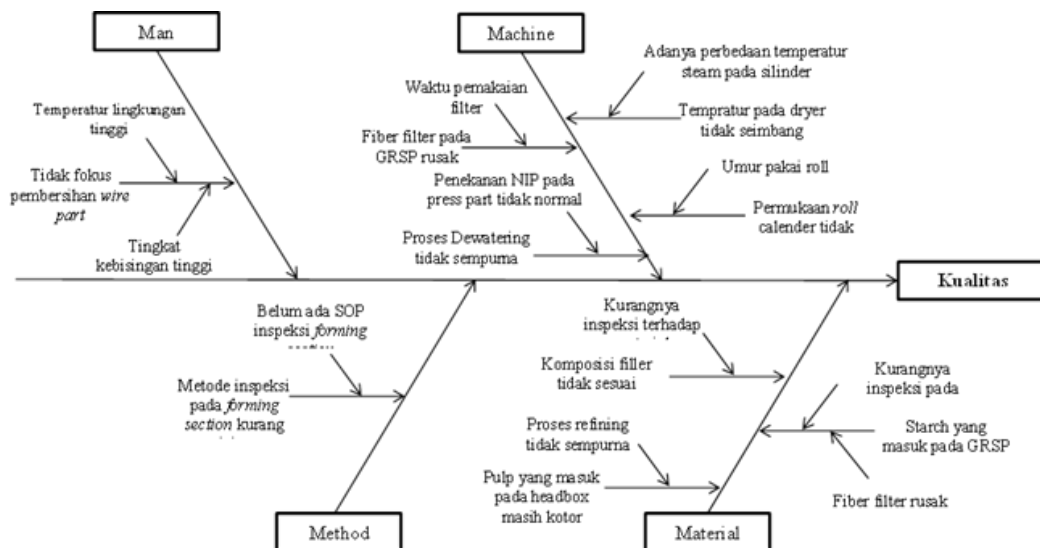 Man
Machine
Temperatur lingkungan
tinggi
Tidak fokus
pembersihan wire
part
Tingkat
kebisingan tinggi
Waktu pemakaian
filter
Fiber filter pada
GRSP rusak
Penekanan NIP pada
press part tidak normal
Proses Dewatering
tidak sempurna
Adanya perbedaan temperatur
steam pada silinder
Tempratur pada dryer
tidak seimbang
Umur pakai roll
Permukaan roll
calender tidak
Kualitas
Belum ada SOP
inspeksi forming
Metode inspeksi
pada forming
section kurang
Kurangnya
inspeksi terhadap
Komposisi filler
tidak sesuai
Proses refining
tidak sempurna
Pulp yang masuk
pada headbox
masih kotor
Kurangnya
inspeksi pada
Starch yang
masuk pada GRSP
Fiber filter rusak
Method
Material